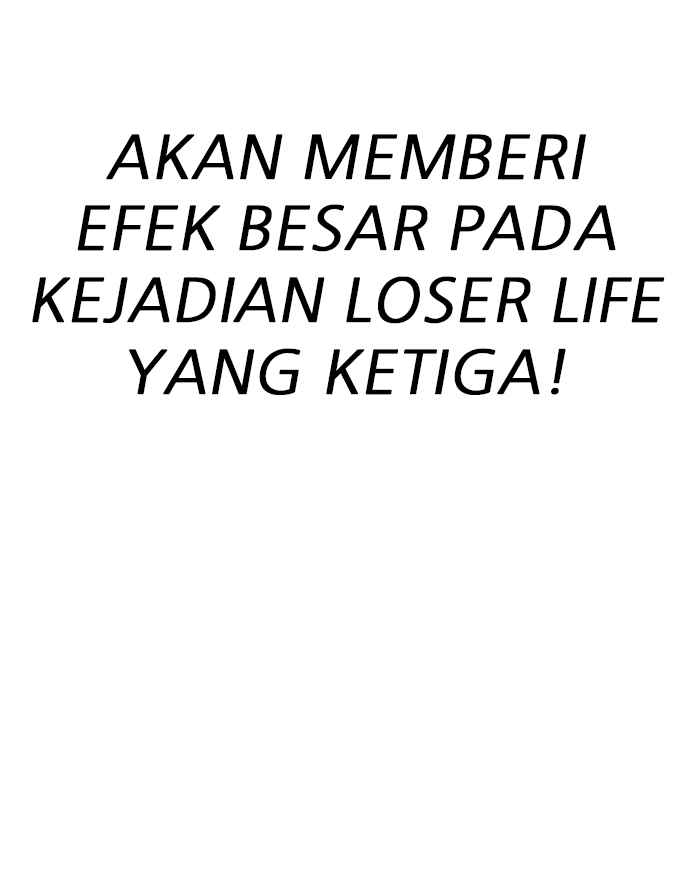 AKAN MEMBERI
EFEK BESAR PADA
KEJADIAN LOSER LIFE
YANG KETIGA!